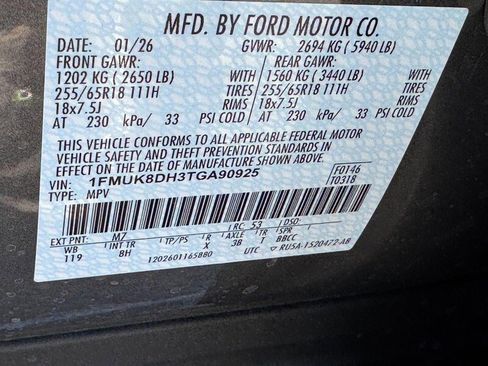 MFD. BY FORD MOTOR CO.
DATE: 01/26 GVWR: 2694 KG ( 5940 LB)
FRONT GAWR: REAR GAWR:
1202 KG ( 2650 LB) WITH 1560 KG ( 3440 LB) WITH
255/65R18 111H TIRES 255/65R18 111H TIRES
18x7.5J RIMS 18x7.5J RIMS
AT 230 kPa/ 33 PSI COLD AT 230 kPa/ 33 PSI COLD
THIS VEHICLE CONFORMS TO ALL APPLICABLE FEDERAL MOTOR
VEHICLE SAFETY AND BUMPER STANDARDS IN
EFFECT ON THE DATE OF MANUFACTURE SHOWN ABOVE.
VIN: 1FMUK8DH3TGA90925 F0146
TYPE: MPV T0318
EXT PNT: M7 RC: 53 DSO:
WB INT TR TP/PS R AXLE TR SPR
119 8H X 3B T BBCC
1202601165880 UTC ▽ RU5A-1520472-AB